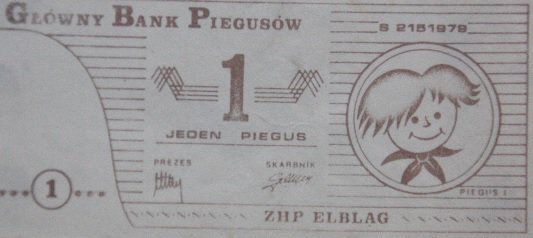 GŁÓWNY BANK PIEGUSÓW
S 2151979
1
JEDEN PIEGUS
PREZES SKARBNIK
PIEGUS I
1
ZHP ELBLĄG